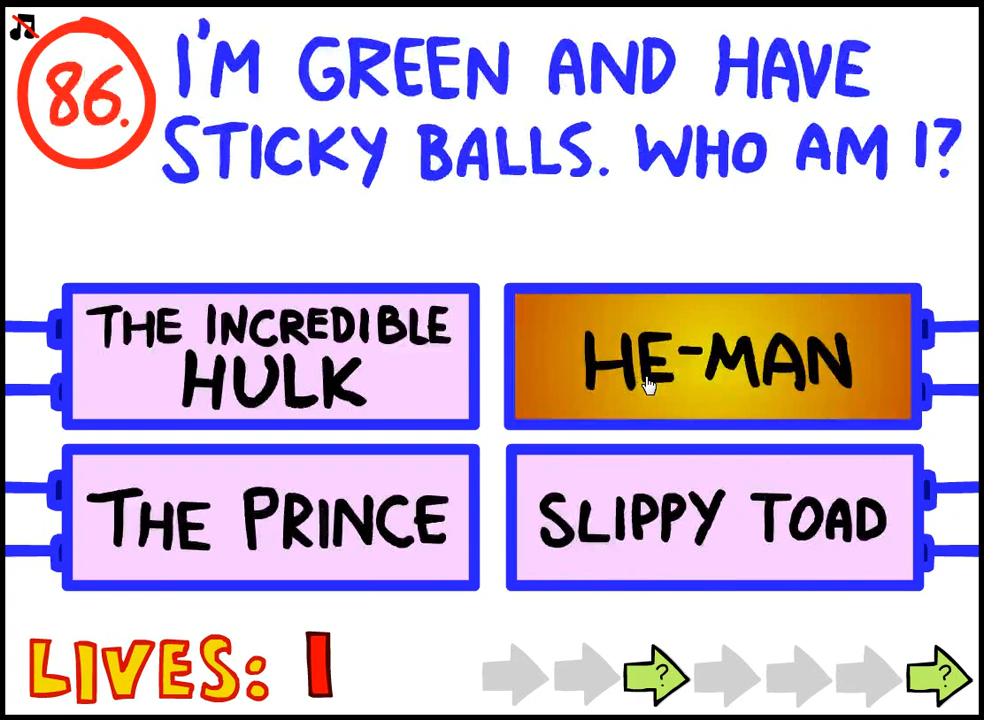 86.
I'M GREEN AND HAVE
STICKY BALLS. WHO AM I?
THE INCREDIBLE
HULK
HE-MAN
THE PRINCE
SLIPPY TOAD
LIVES: 1
? ?